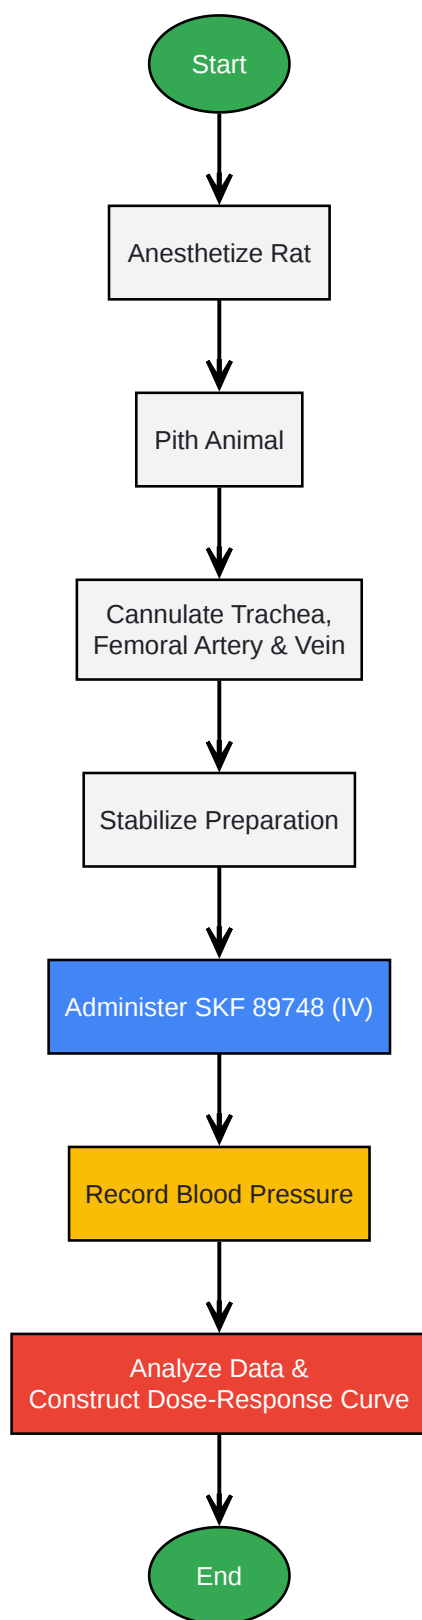 Start
Anesthetize Rat
Pith Animal
Cannulate Trachea,
Femoral Artery & Vein
Stabilize Preparation
Administer SKF 89748 (IV)
Record Blood Pressure
Analyze Data &
Construct Dose-Response Curve
End